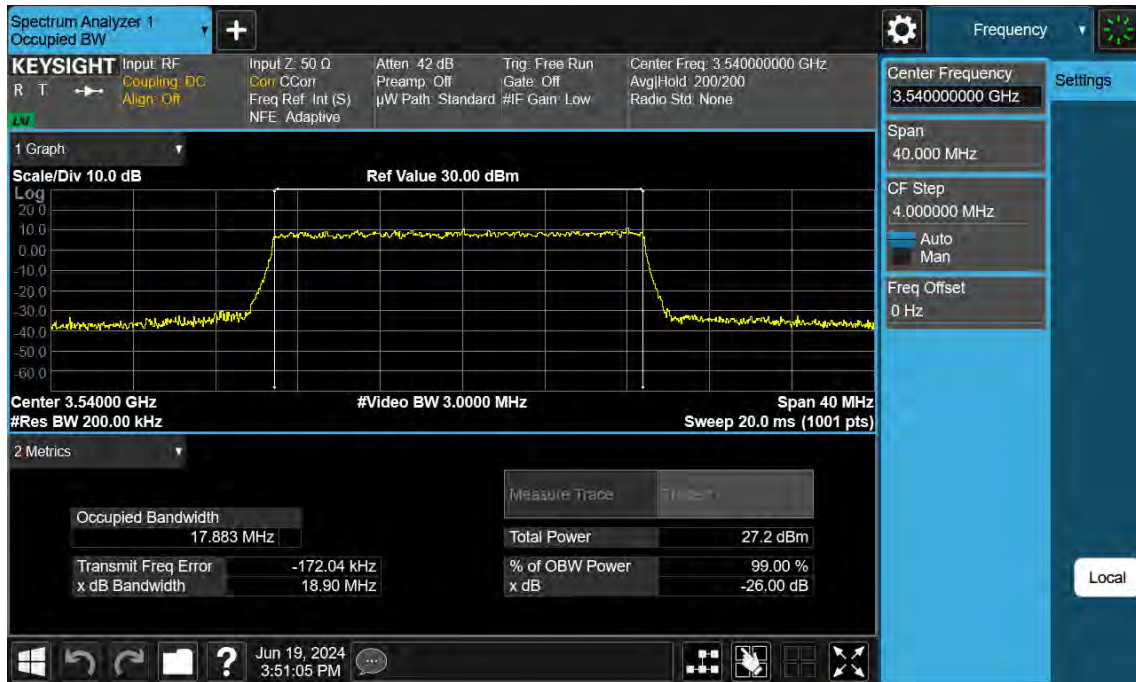 Spectrum Analyzer 1
Occupied BW
Frequency
KEYSIGHT
R T
LXI
Input: RF
Coupling: DC
Align: Off
Input Z: 50 Ω
Corr CCorr
Freq Ref: Int (S)
NFE: Adaptive
Atten: 42 dB
Preamp: Off
µW Path: Standard
Trig: Free Run
Gate: Off
#IF Gain: Low
Center Freq: 3.540000000 GHz
Avg|Hold: 200/200
Radio Std: None
Center Frequency
3.540000000 GHz
Settings
Span
40.000 MHz
CF Step
4.000000 MHz
Auto
Man
Freq Offset
0 Hz
Local
1 Graph
Scale/Div 10.0 dB
Ref Value 30.00 dBm
Log
20.0
10.0
0.00
-10.0
-20.0
-30.0
-40.0
-50.0
-60.0
Center 3.54000 GHz
#Video BW 3.0000 MHz
Span 40 MHz
#Res BW 200.00 kHz
Sweep 20.0 ms (1001 pts)
2 Metrics
Measure Trace
Occupied Bandwidth
17.883 MHz
Total Power 27.2 dBm
Transmit Freq Error -172.04 kHz
% of OBW Power 99.00 %
x dB Bandwidth 18.90 MHz
x dB -26.00 dB
?
Jun 19, 2024
3:51:05 PM